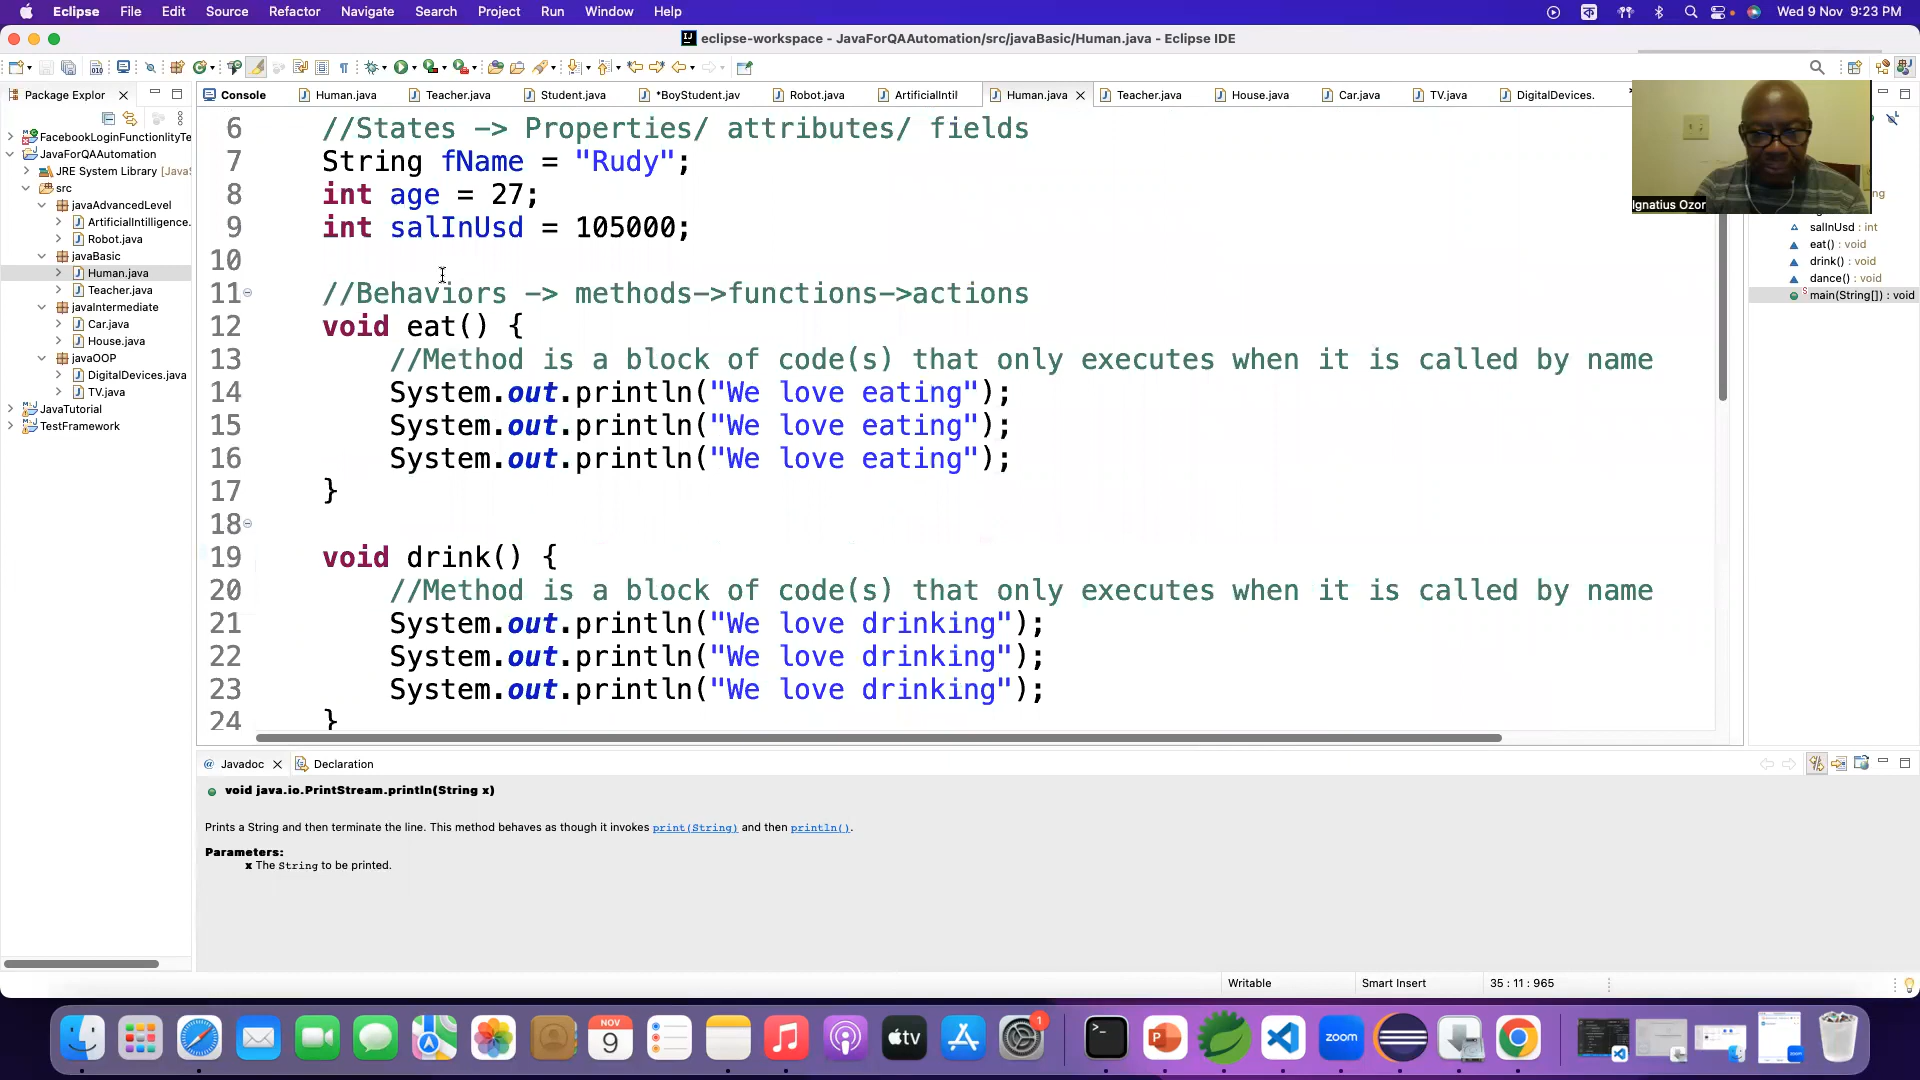 Eclipse File Edit Source Refactor Navigate Search Project Run Window Help Wed 9 Nov 9:23 PM
eclipse-workspace - JavaForQAAutomation/src/javaBasic/Human.java - Eclipse IDE
Package Explor
Console Human.java Teacher.java Student.java *BoyStudent.jav Robot.java ArtificialIntil Human.java Teacher.java House.java Car.java TV.java DigitalDevices.
FacebookLoginFunctionlityTe
JavaForQAAutomation
JRE System Library [Java
src
javaAdvancedLevel
ArtificialIntilligence.
Robot.java
javaBasic
Human.java
Teacher.java
javaIntermediate
Car.java
House.java
javaOOP
DigitalDevices.java
TV.java
JavaTutorial
TestFramework
6 //States -> Properties/ attributes/ fields
7 String fName = "Rudy";
8 int age = 27;
9 int salInUsd = 105000;
10
11 //Behaviors -> methods->functions->actions
12 void eat() {
13 //Method is a block of code(s) that only executes when it is called by name
14 System.out.println("We love eating");
15 System.out.println("We love eating");
16 System.out.println("We love eating");
17 }
18
19 void drink() {
20 //Method is a block of code(s) that only executes when it is called by name
21 System.out.println("We love drinking");
22 System.out.println("We love drinking");
23 System.out.println("We love drinking");
24 }
Ignatius Ozor
salInUsd : int
eat() : void
drink() : void
dance() : void
main(String[]) : void
Javadoc Declaration
void java.io.PrintStream.println(String x)
Prints a String and then terminate the line. This method behaves as though it invokes print(String) and then println().
Parameters:
x The String to be printed.
Writable Smart Insert 35 : 11 : 965
NOV
9
tv
1
zoom